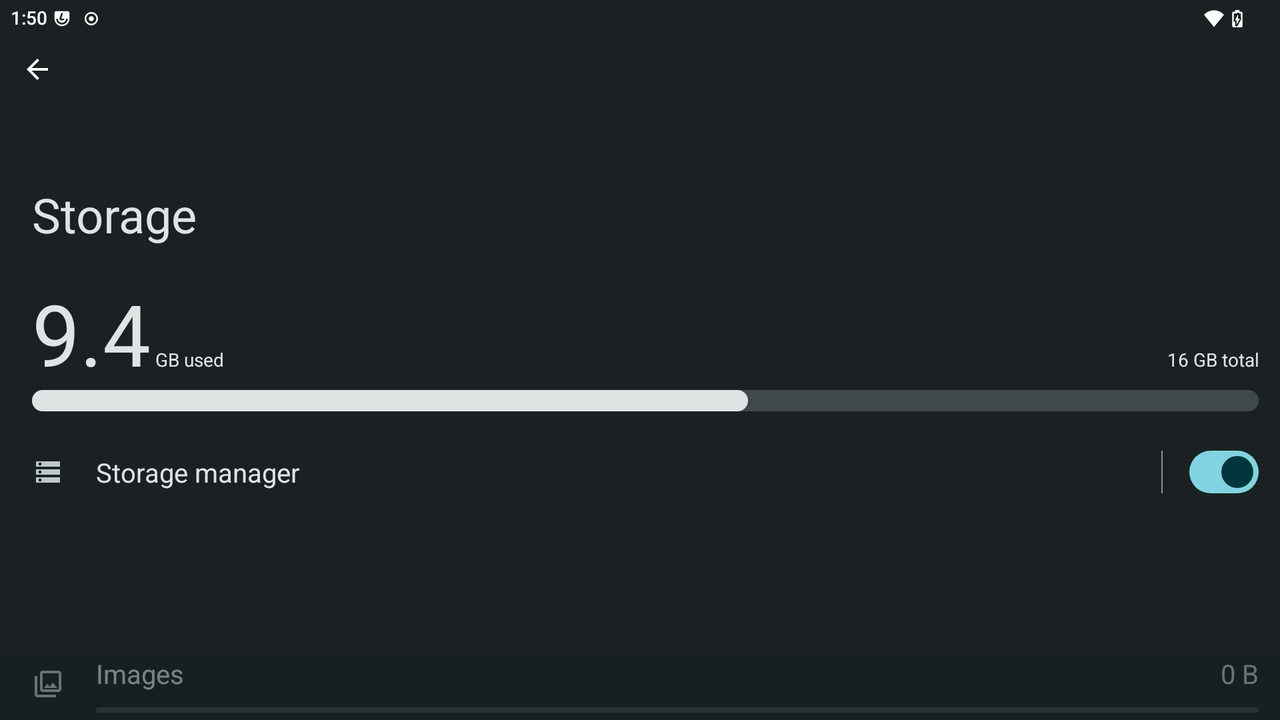 1:50
Storage
9.4 GB used
16 GB total
Storage manager
Images
0 B